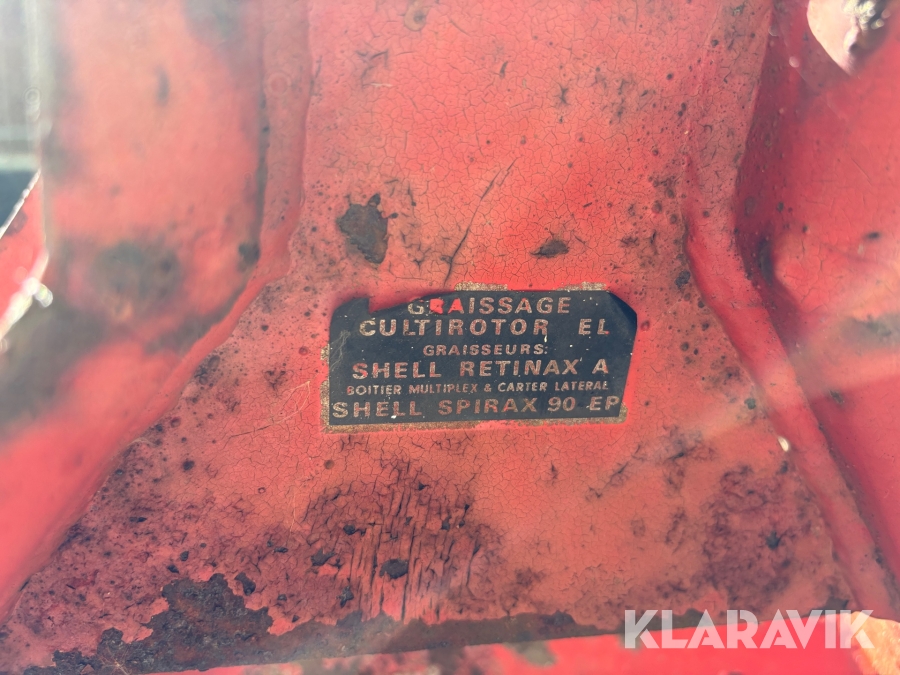 GRAISSAGE
CULTIROTOR EL
GRAISSEURS:
SHELL RETINAX A
BOITIER MULTIPLEX & CARTER LATERAL
SHELL SPIRAX 90 EP
KLARAVIK